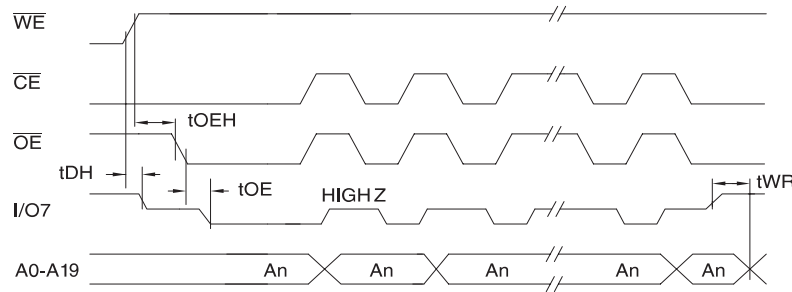 WE
CE
tOEH
OE
tDH
tOE
HIGH Z
tWR
I/O7
A0-A19 An An An An An